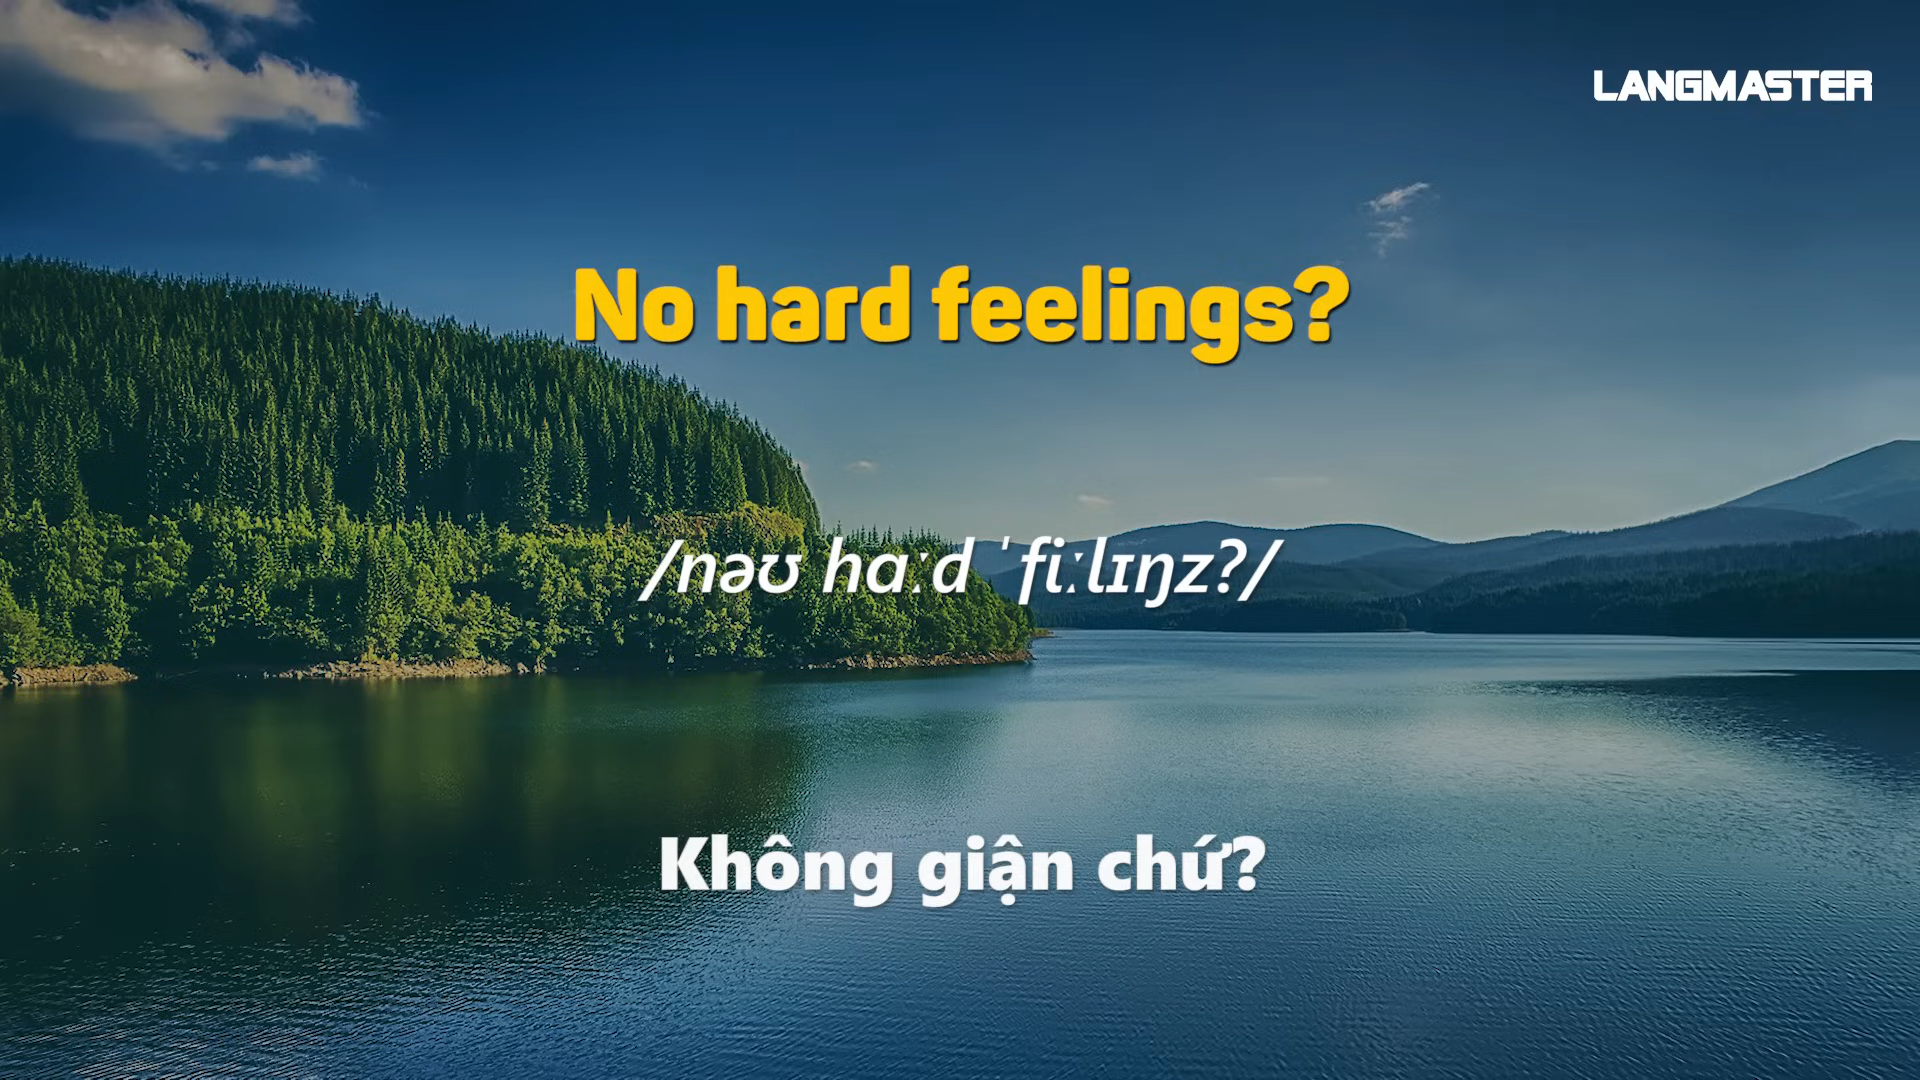 LANGMASTER
No hard feelings?
/nəʊ hɑːd ˈfiːlɪŋz?/
Không giận chứ?